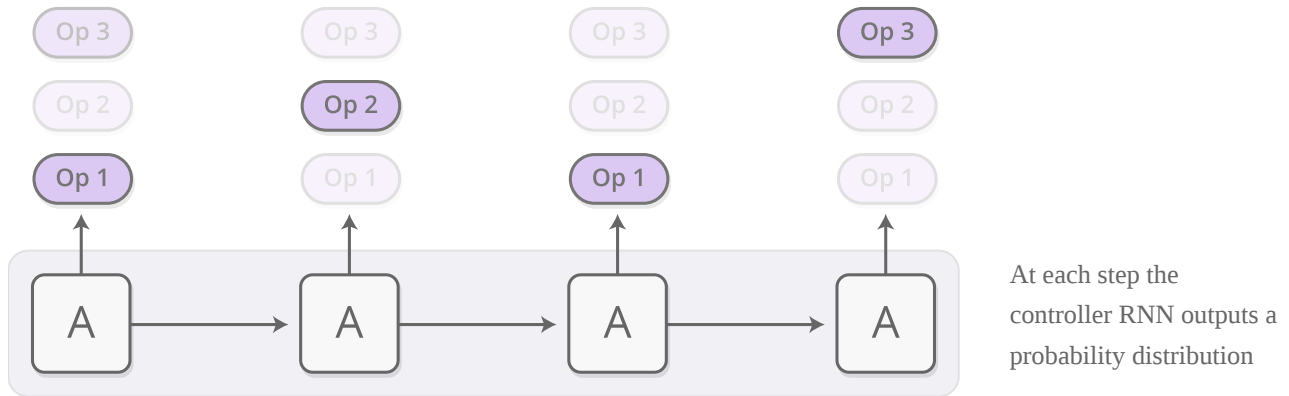 Op 3 Op 3 Op 3 Op 3
Op 2 Op 2 Op 2 Op 2
Op 1 Op 1 Op 1 Op 1
A A A A
At each step the
controller RNN outputs a
probability distribution